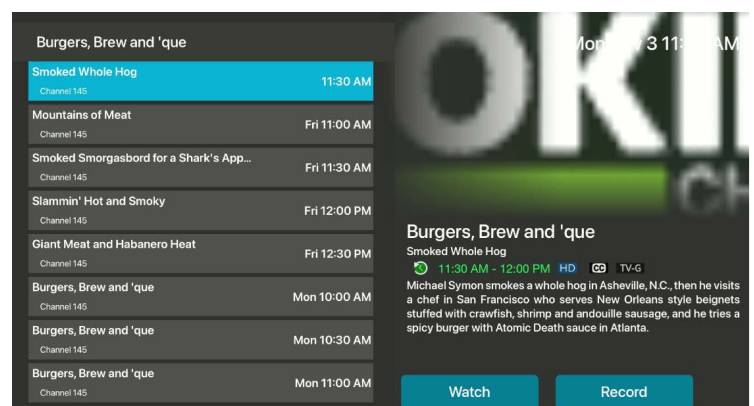 Burgers, Brew and 'que
Smoked Whole Hog
11:30 AM
Channel 145
Mountains of Meat
Fri 11:00 AM
Channel 145
Smoked Smorgasbord for a Shark's App...
Fri 11:30 AM
Channel 145
Slammin' Hot and Smoky
Fri 12:00 PM
Channel 145
Giant Meat and Habanero Heat
Fri 12:30 PM
Channel 145
Burgers, Brew and 'que
Mon 10:00 AM
Channel 145
Burgers, Brew and 'que
Mon 10:30 AM
Channel 145
Burgers, Brew and 'que
Mon 11:00 AM
Channel 145
Mon 3 11: AM
OKI
CH
Burgers, Brew and 'que
Smoked Whole Hog
11:30 AM - 12:00 PM HD CC TV-G
Michael Symon smokes a whole hog in Asheville, N.C., then he visits
a chef in San Francisco who serves New Orleans style beignets
stuffed with crawfish, shrimp and andouille sausage, and he tries a
spicy burger with Atomic Death sauce in Atlanta.
Watch Record